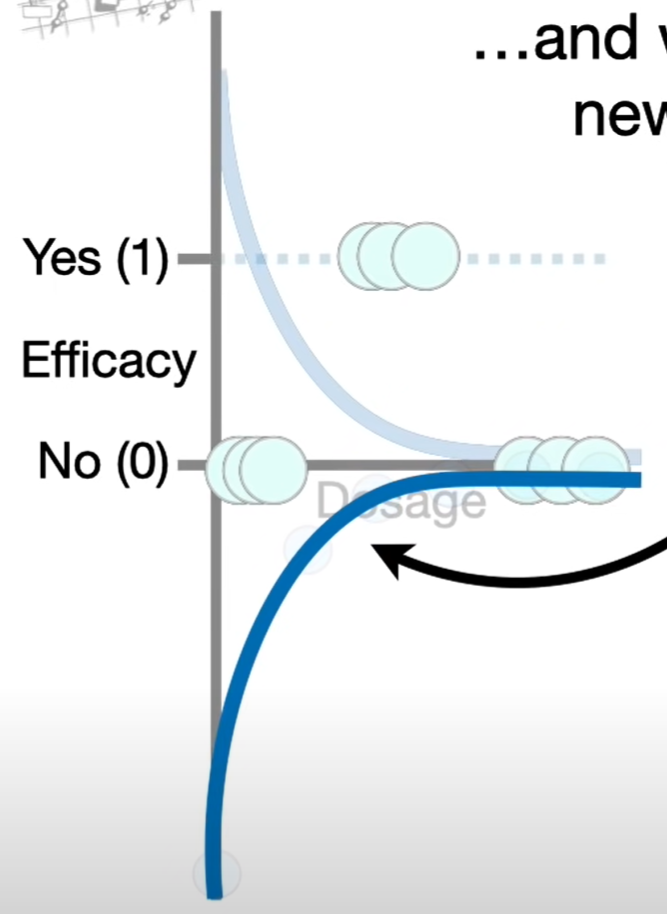 …and
new
Yes (1)
Efficacy
No (0)
Dosage